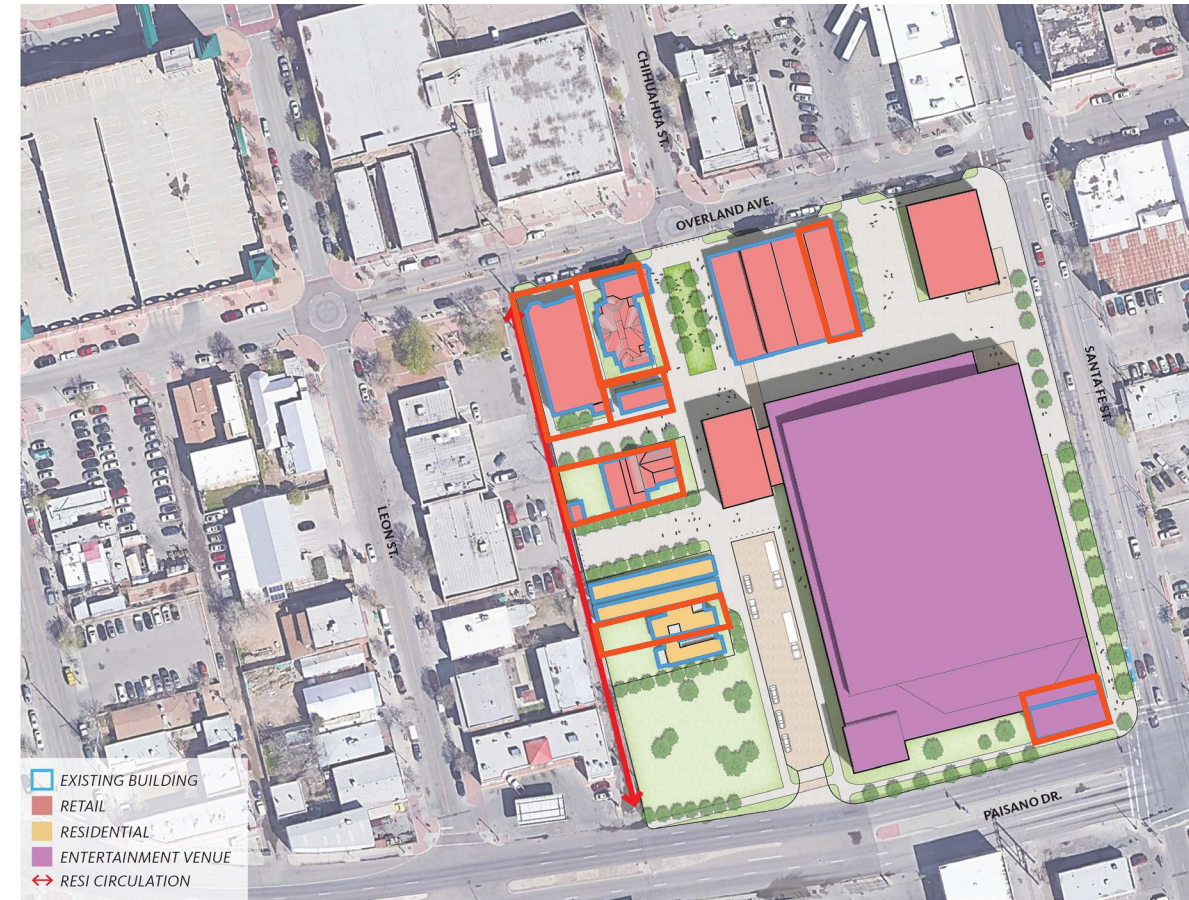 CHIHUAHUA ST.
OVERLAND AVE.
SANTA FE ST.
LEON ST.
PAISANO DR.
EXISTING BUILDING
RETAIL
RESIDENTIAL
ENTERTAINMENT VENUE
RESI CIRCULATION